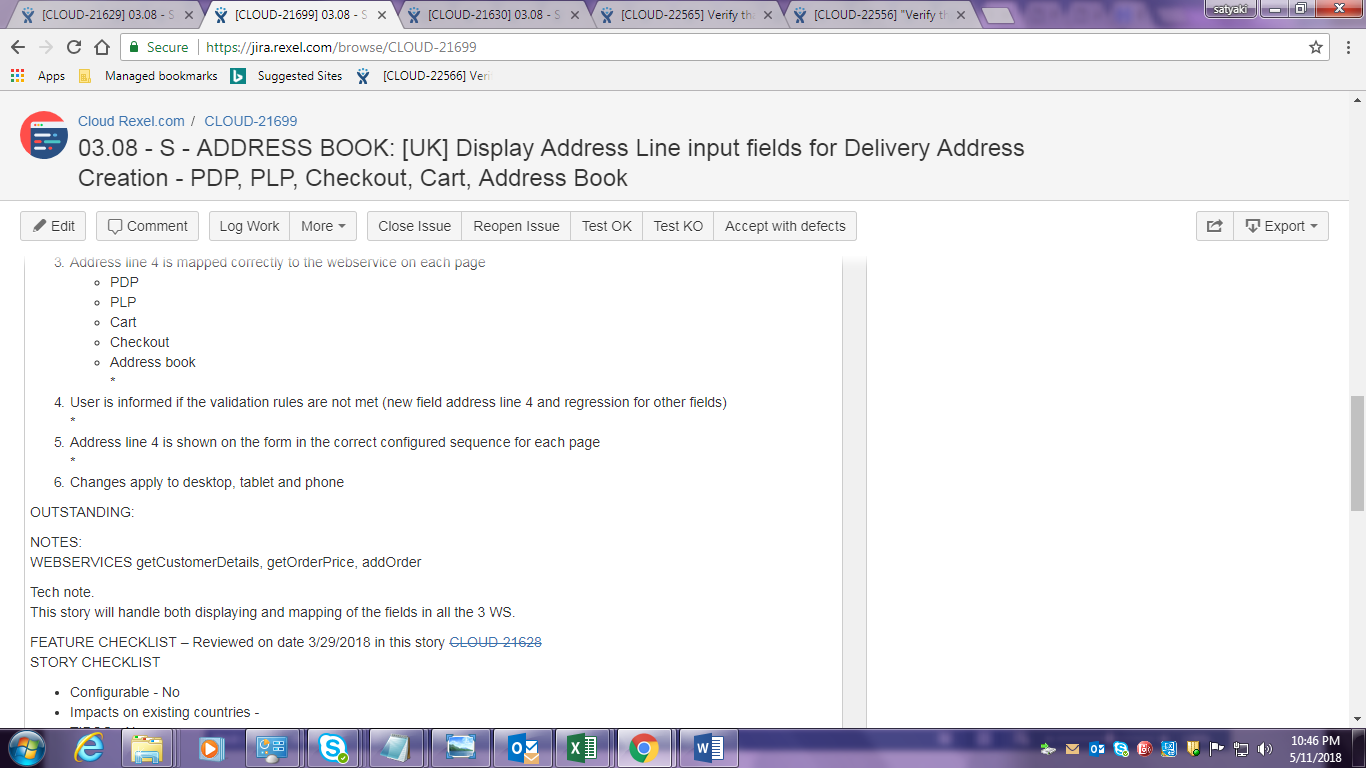 [CLOUD-21629] 03.08 - S
[CLOUD-21699] 03.08 - S
[CLOUD-21630] 03.08 - S
[CLOUD-22565] Verify tha
[CLOUD-22556] "Verify th
satyaki
Secure
https://jira.rexel.com/browse/CLOUD-21699
Apps
Managed bookmarks
Suggested Sites
[CLOUD-22566] Veri
Cloud Rexel.com / CLOUD-21699
03.08 - S - ADDRESS BOOK: [UK] Display Address Line input fields for Delivery Address
Creation - PDP, PLP, Checkout, Cart, Address Book
Edit
Comment
Log Work
More
Close Issue
Reopen Issue
Test OK
Test KO
Accept with defects
Export
3. Address line 4 is mapped correctly to the webservice on each page
PDP
PLP
Cart
Checkout
Address book
*
4. User is informed if the validation rules are not met (new field address line 4 and regression for other fields)
*
5. Address line 4 is shown on the form in the correct configured sequence for each page
*
6. Changes apply to desktop, tablet and phone
OUTSTANDING:
NOTES:
WEBSERVICES getCustomerDetails, getOrderPrice, addOrder
Tech note.
This story will handle both displaying and mapping of the fields in all the 3 WS.
FEATURE CHECKLIST – Reviewed on date 3/29/2018 in this story CLOUD-21628
STORY CHECKLIST
• Configurable - No
• Impacts on existing countries -
10:46 PM
5/11/2018